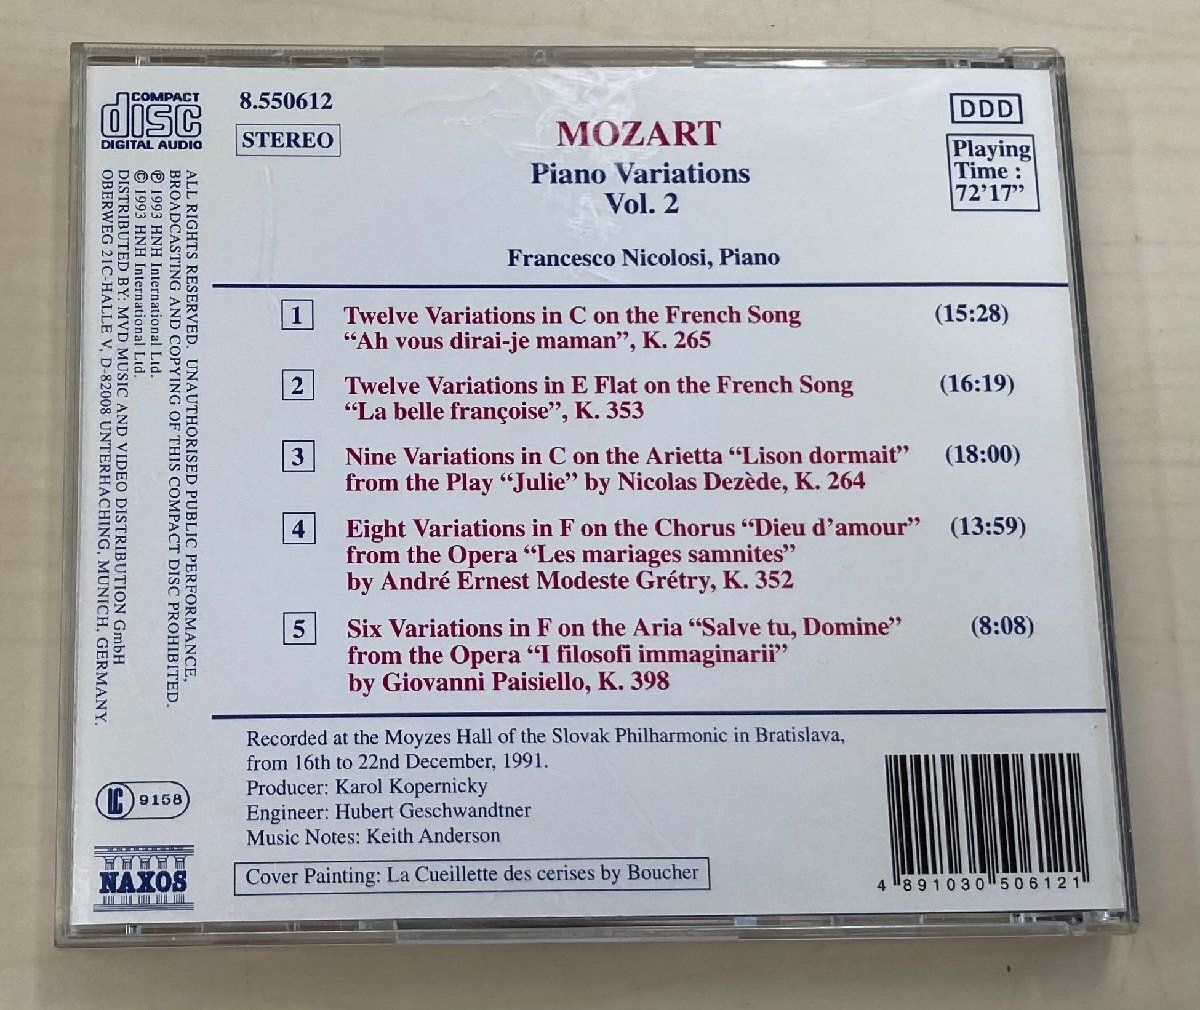 COMPACT
disc
DIGITAL AUDIO
8.550612
STEREO
MOZART
Piano Variations
Vol. 2
Francesco Nicolosi, Piano
DDD
Playing
Time :
72’17”
1
Twelve Variations in C on the French Song
“Ah vous dirai-je maman”, K. 265
(15:28)
2
Twelve Variations in E Flat on the French Song
“La belle françoise”, K. 353
(16:19)
3
Nine Variations in C on the Arietta “Lison dormait”
from the Play “Julie” by Nicolas Dezède, K. 264
(18:00)
4
Eight Variations in F on the Chorus “Dieu d’amour”
from the Opera “Les mariages samnites”
by André Ernest Modeste Grétry, K. 352
(13:59)
5
Six Variations in F on the Aria “Salve tu, Domine”
from the Opera “I filosofi immaginarii”
by Giovanni Paisiello, K. 398
(8:08)
Recorded at the Moyzes Hall of the Slovak Philharmonic in Bratislava,
from 16th to 22nd December, 1991.
Producer: Karol Kopernicky
Engineer: Hubert Geschwandtner
Music Notes: Keith Anderson
Cover Painting: La Cueillette des cerises by Boucher
4 891030 506121
ALL RIGHTS RESERVED. UNAUTHORISED PUBLIC PERFORMANCE,
BROADCASTING AND COPYING OF THIS COMPACT DISC PROHIBITED.
℗ 1993 HNH International Ltd.
© 1993 HNH International Ltd.
DISTRIBUTED BY: MVD MUSIC AND VIDEO DISTRIBUTION GmbH
OBERWEG 21C-HALLE V, D-82008 UNTERHACHING, MUNICH, GERMANY.
LC 9158
NAXOS